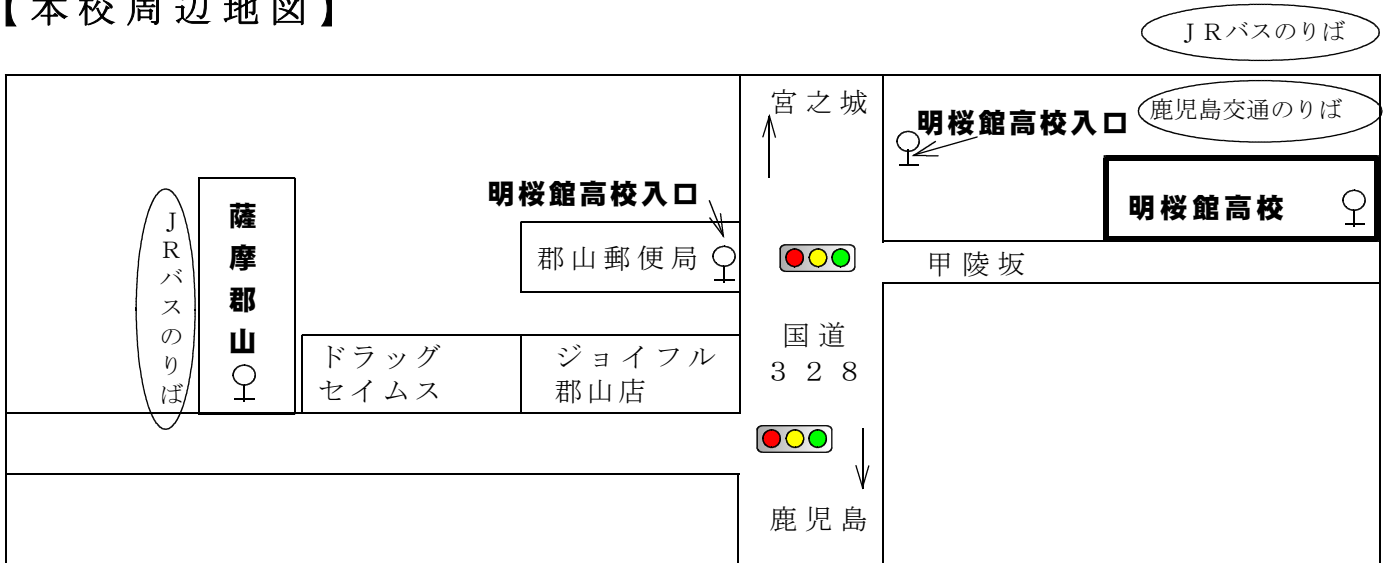 【本校周辺地図】
ＪＲバスのりば
宮之城
明桜館高校入口
鹿児島交通のりば
明桜館高校
甲陵坂
明桜館高校入口
郡山郵便局
ＪＲバスのりば
薩摩郡山
ドラッグ
セイムス
ジョイフル
郡山店
国道
３２８
鹿児島